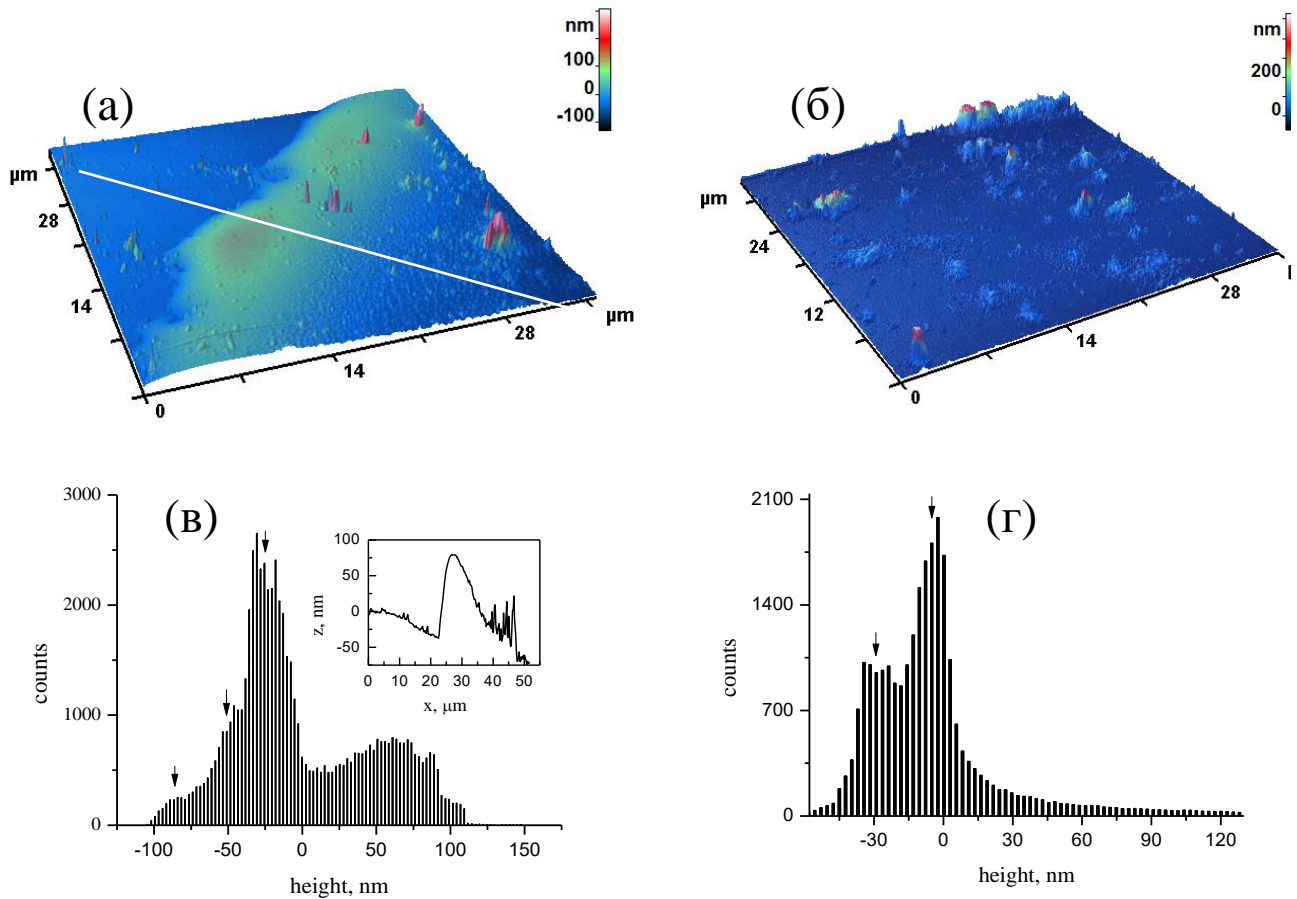 (а)
nm
100
0
-100
µm
28
14
0
14
28
µm
(б)
nm
200
0
µm
24
12
0
14
28
(в)
3000
2000
1000
0
counts
-100 -50 0 50 100 150
height, nm
100
50
0
-50
z, nm
0 10 20 30 40 50
x, µm
(г)
2100
1400
700
0
counts
-30 0 30 60 90 120
height, nm